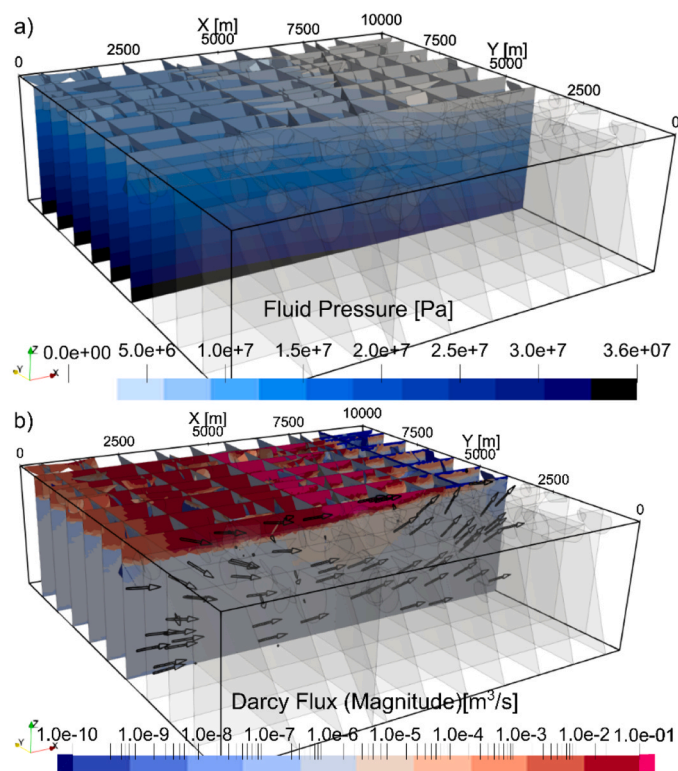 a)
X [m]
10000
7500
5000
2500
0
7500
Y [m]
5000
2500
0
Fluid Pressure [Pa]
0.0e+00 5.0e+6 1.0e+7 1.5e+7 2.0e+7 2.5e+7 3.0e+7 3.6e+07
Z
Y
X
b)
X [m]
10000
7500
5000
2500
0
7500
Y [m]
5000
2500
0
Darcy Flux (Magnitude)[m³/s]
1.0e-10 1.0e-9 1.0e-8 1.0e-7 1.0e-6 1.0e-5 1.0e-4 1.0e-3 1.0e-2 1.0e-01
Z
Y
X